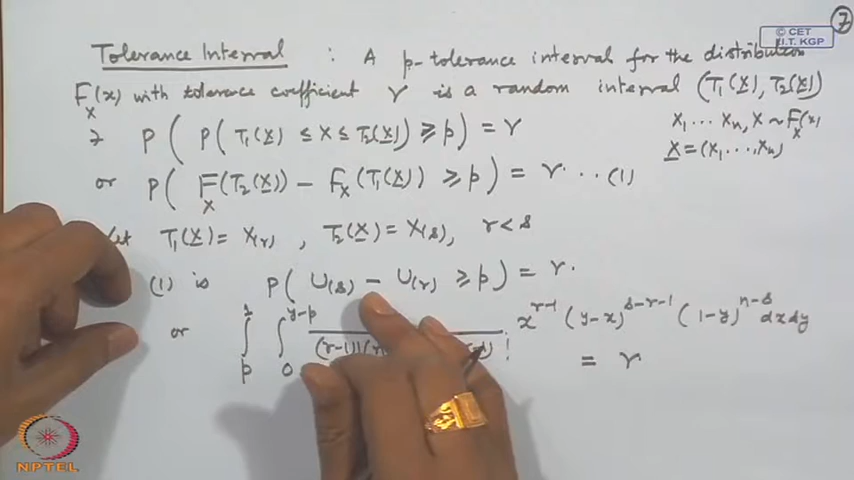 7
© CET
I.I.T. KGP
Tolerance Interval : A p-tolerance interval for the distribution
F_X(x) with tolerance coefficient γ is a random interval (T₁(X), T₂(X))
X₁ ... Xₙ, X ~ F_X(x)
X = (X₁, ..., Xₙ)
∋ P( P( T₁(X) ≤ X ≤ T₂(X)) ≥ p) = γ
or P( F_X(T₂(X)) - F_X(T₁(X)) ≥ p) = γ ... (1)
Let T₁(X) = X₍ᵣ₎, T₂(X) = X₍ₛ₎, r < s
(1) is P( U₍ₛ₎ - U₍ᵣ₎ ≥ p) = γ.
or ∫ₚ¹ ∫₀^{y-p} x^{r-1} (y-x)^{s-r-1} (1-y)^{n-s} dx dy
(r-1)! !
= γ
NPTEL